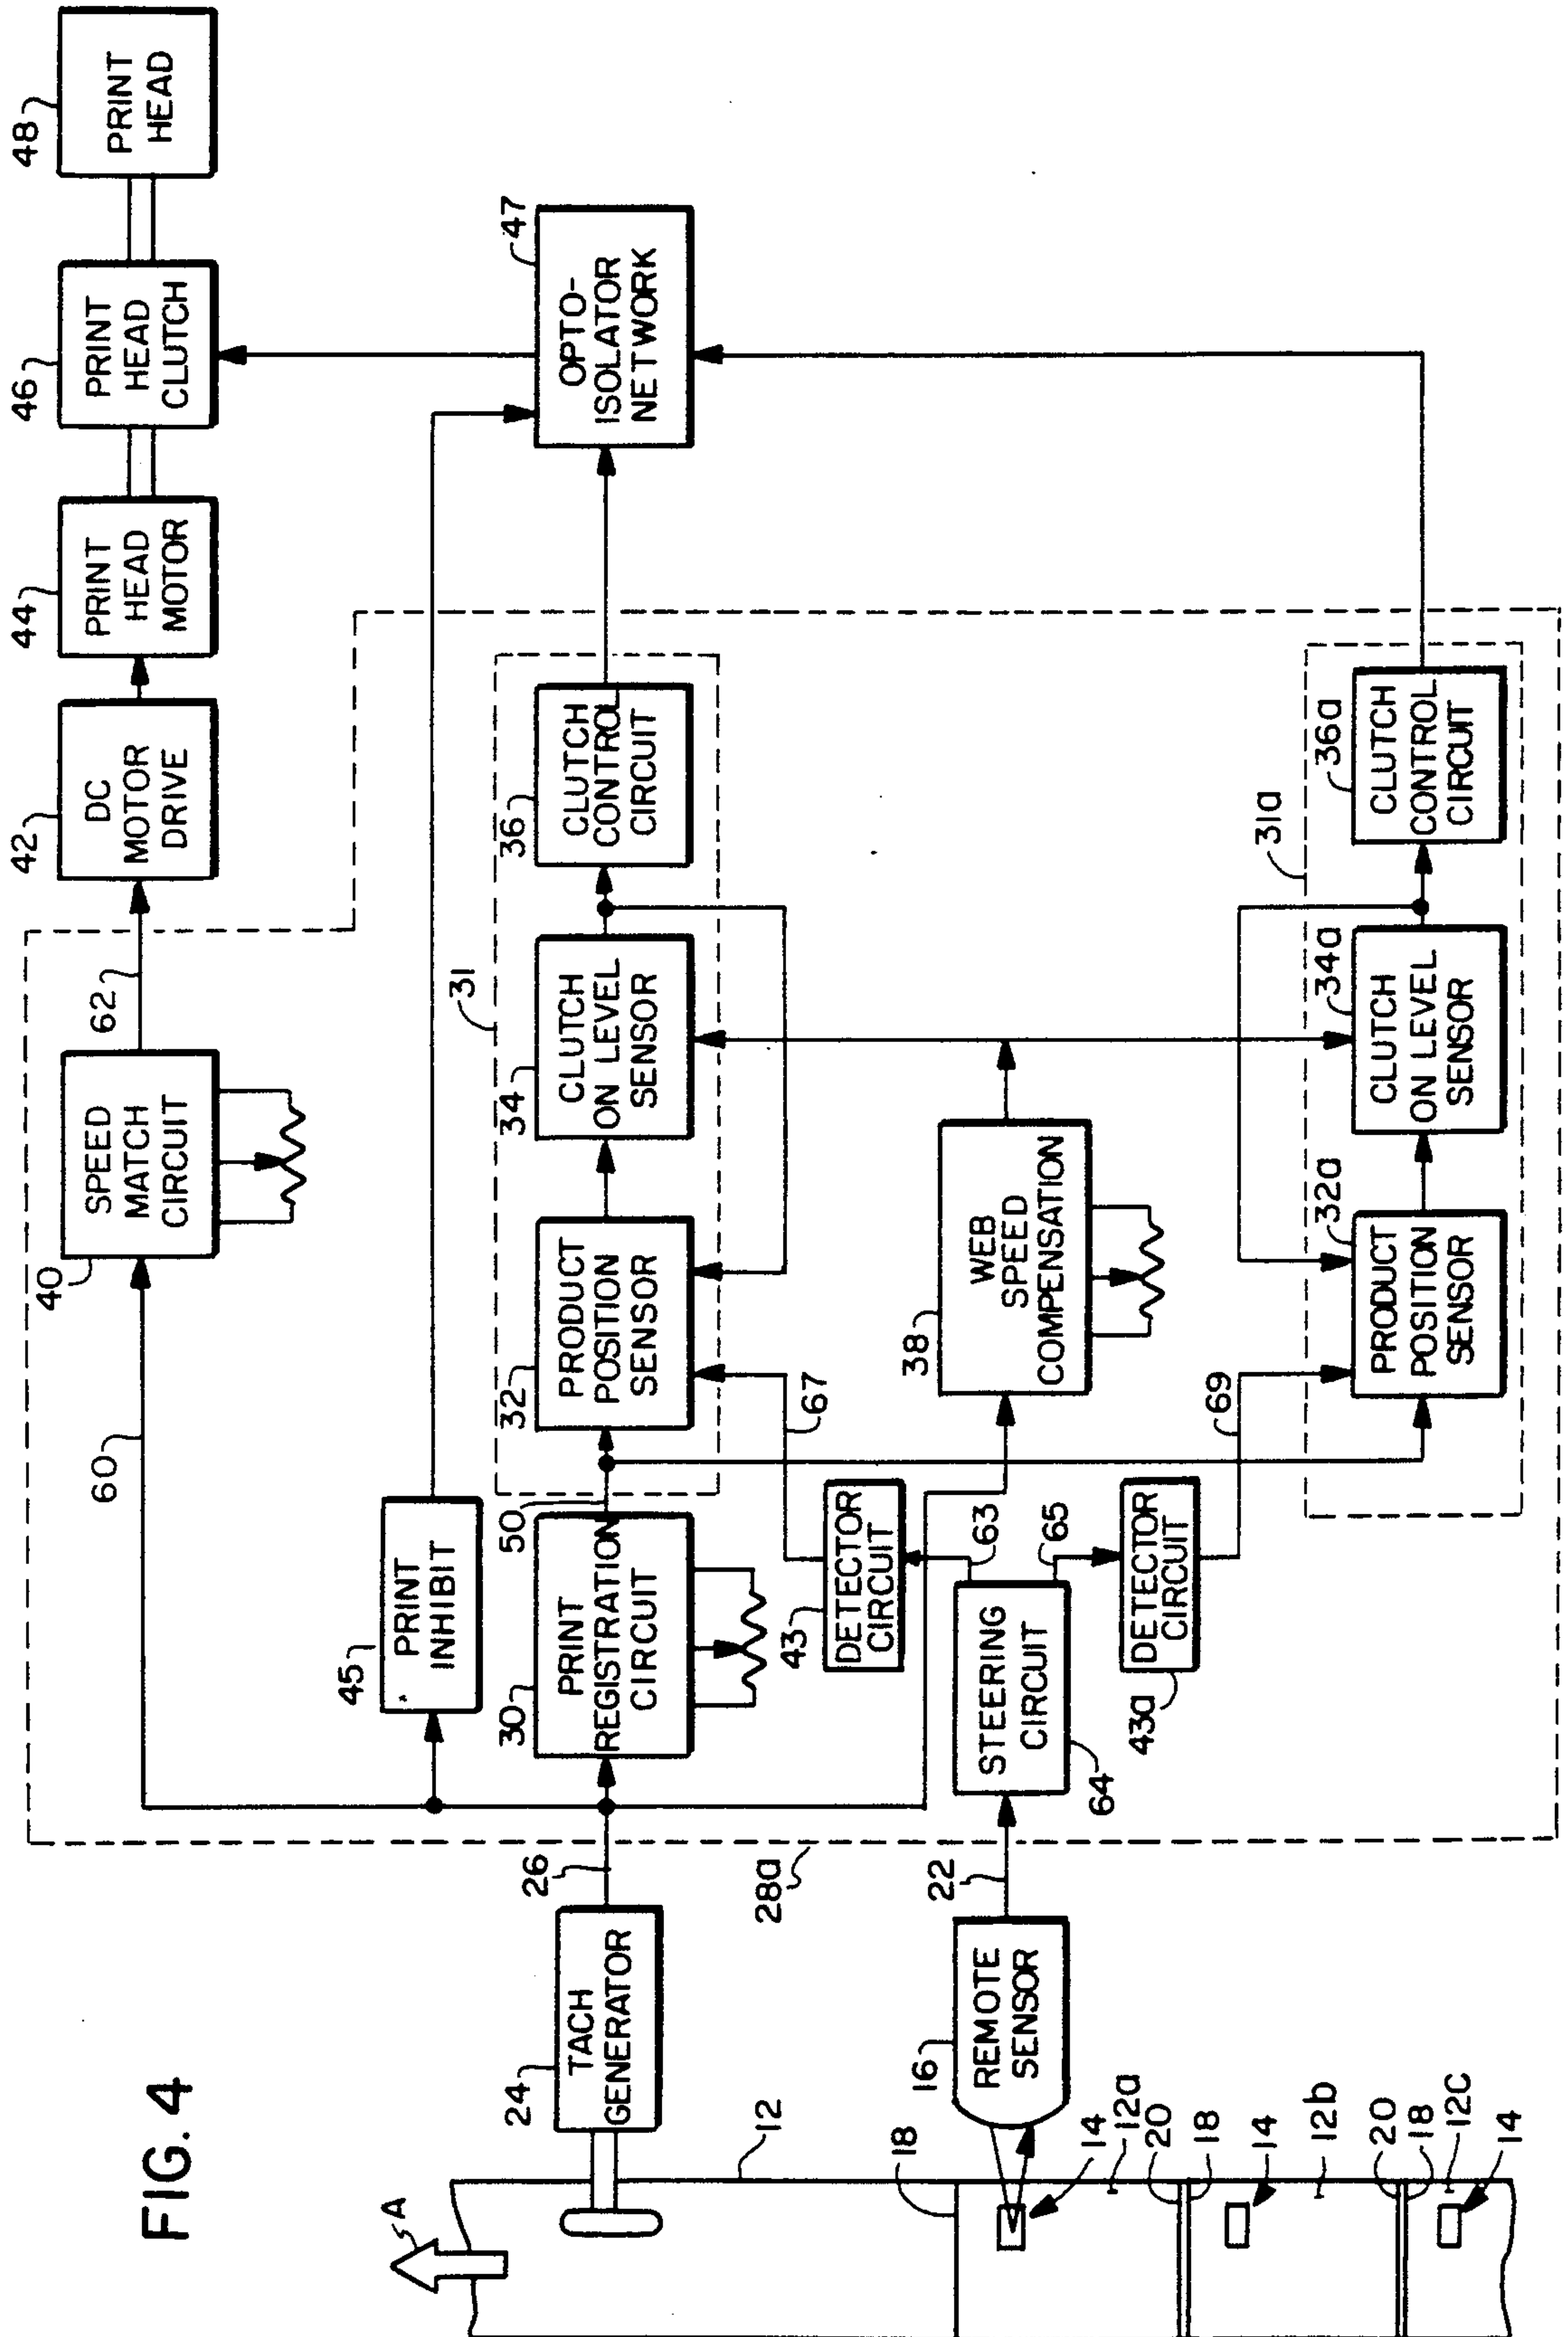 FIG. 4
48
PRINT
HEAD
46
PRINT
HEAD
CLUTCH
44
PRINT
HEAD
MOTOR
42
DC
MOTOR
DRIVE
62
40
SPEED
MATCH
CIRCUIT
60
45
PRINT
INHIBIT
47
OPTO-
ISOLATOR
NETWORK
31
36
CLUTCH
CONTROL
CIRCUIT
34
CLUTCH
ON LEVEL
SENSOR
32
PRODUCT
POSITION
SENSOR
50
30
PRINT
REGISTRATION
CIRCUIT
26
24
TACH
GENERATOR
67
43
DETECTOR
CIRCUIT
63
65
38
WEB
SPEED
COMPENSATION
STEERING
CIRCUIT
64
43a
DETECTOR
CIRCUIT
69
31a
36a
CLUTCH
CONTROL
CIRCUIT
34a
CLUTCH
ON LEVEL
SENSOR
32a
PRODUCT
POSITION
SENSOR
28a
22
16
REMOTE
SENSOR
A
12
18
14
12a
20
18
14
12b
20
18
12C
14